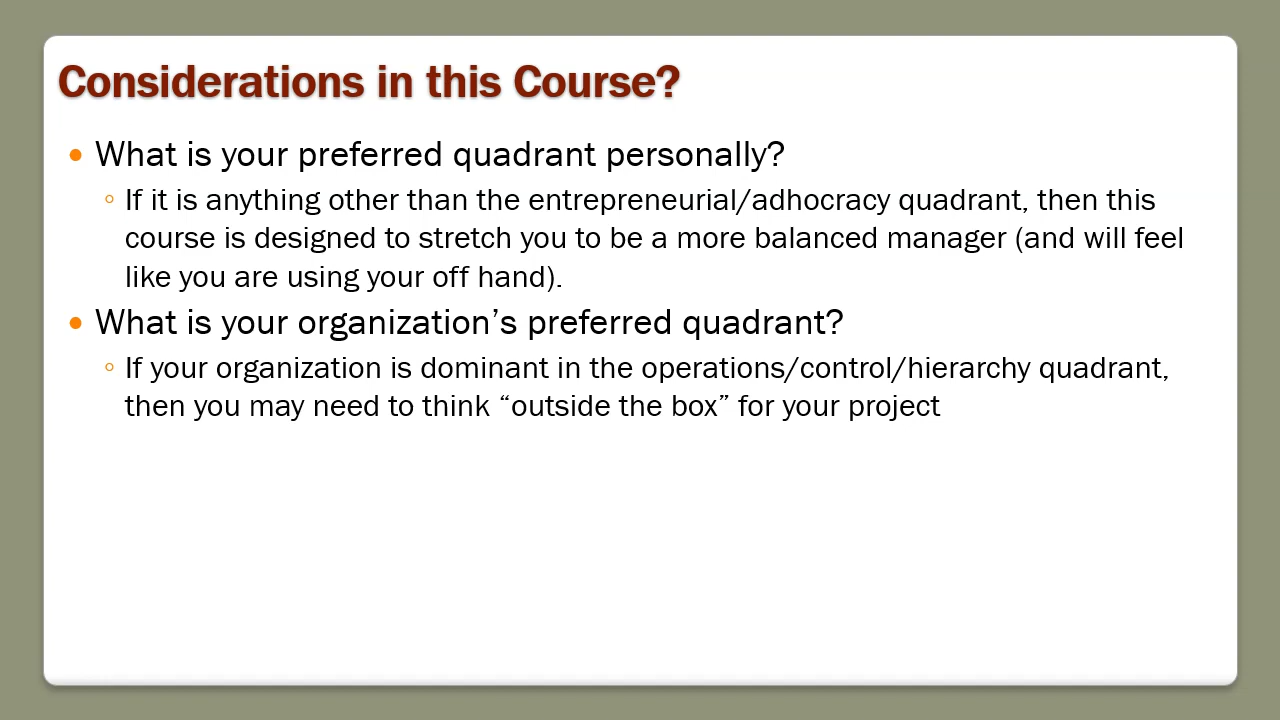 Considerations in this Course?
• What is your preferred quadrant personally?
◦ If it is anything other than the entrepreneurial/adhocracy quadrant, then this
course is designed to stretch you to be a more balanced manager (and will feel
like you are using your off hand).
• What is your organization’s preferred quadrant?
◦ If your organization is dominant in the operations/control/hierarchy quadrant,
then you may need to think “outside the box” for your project